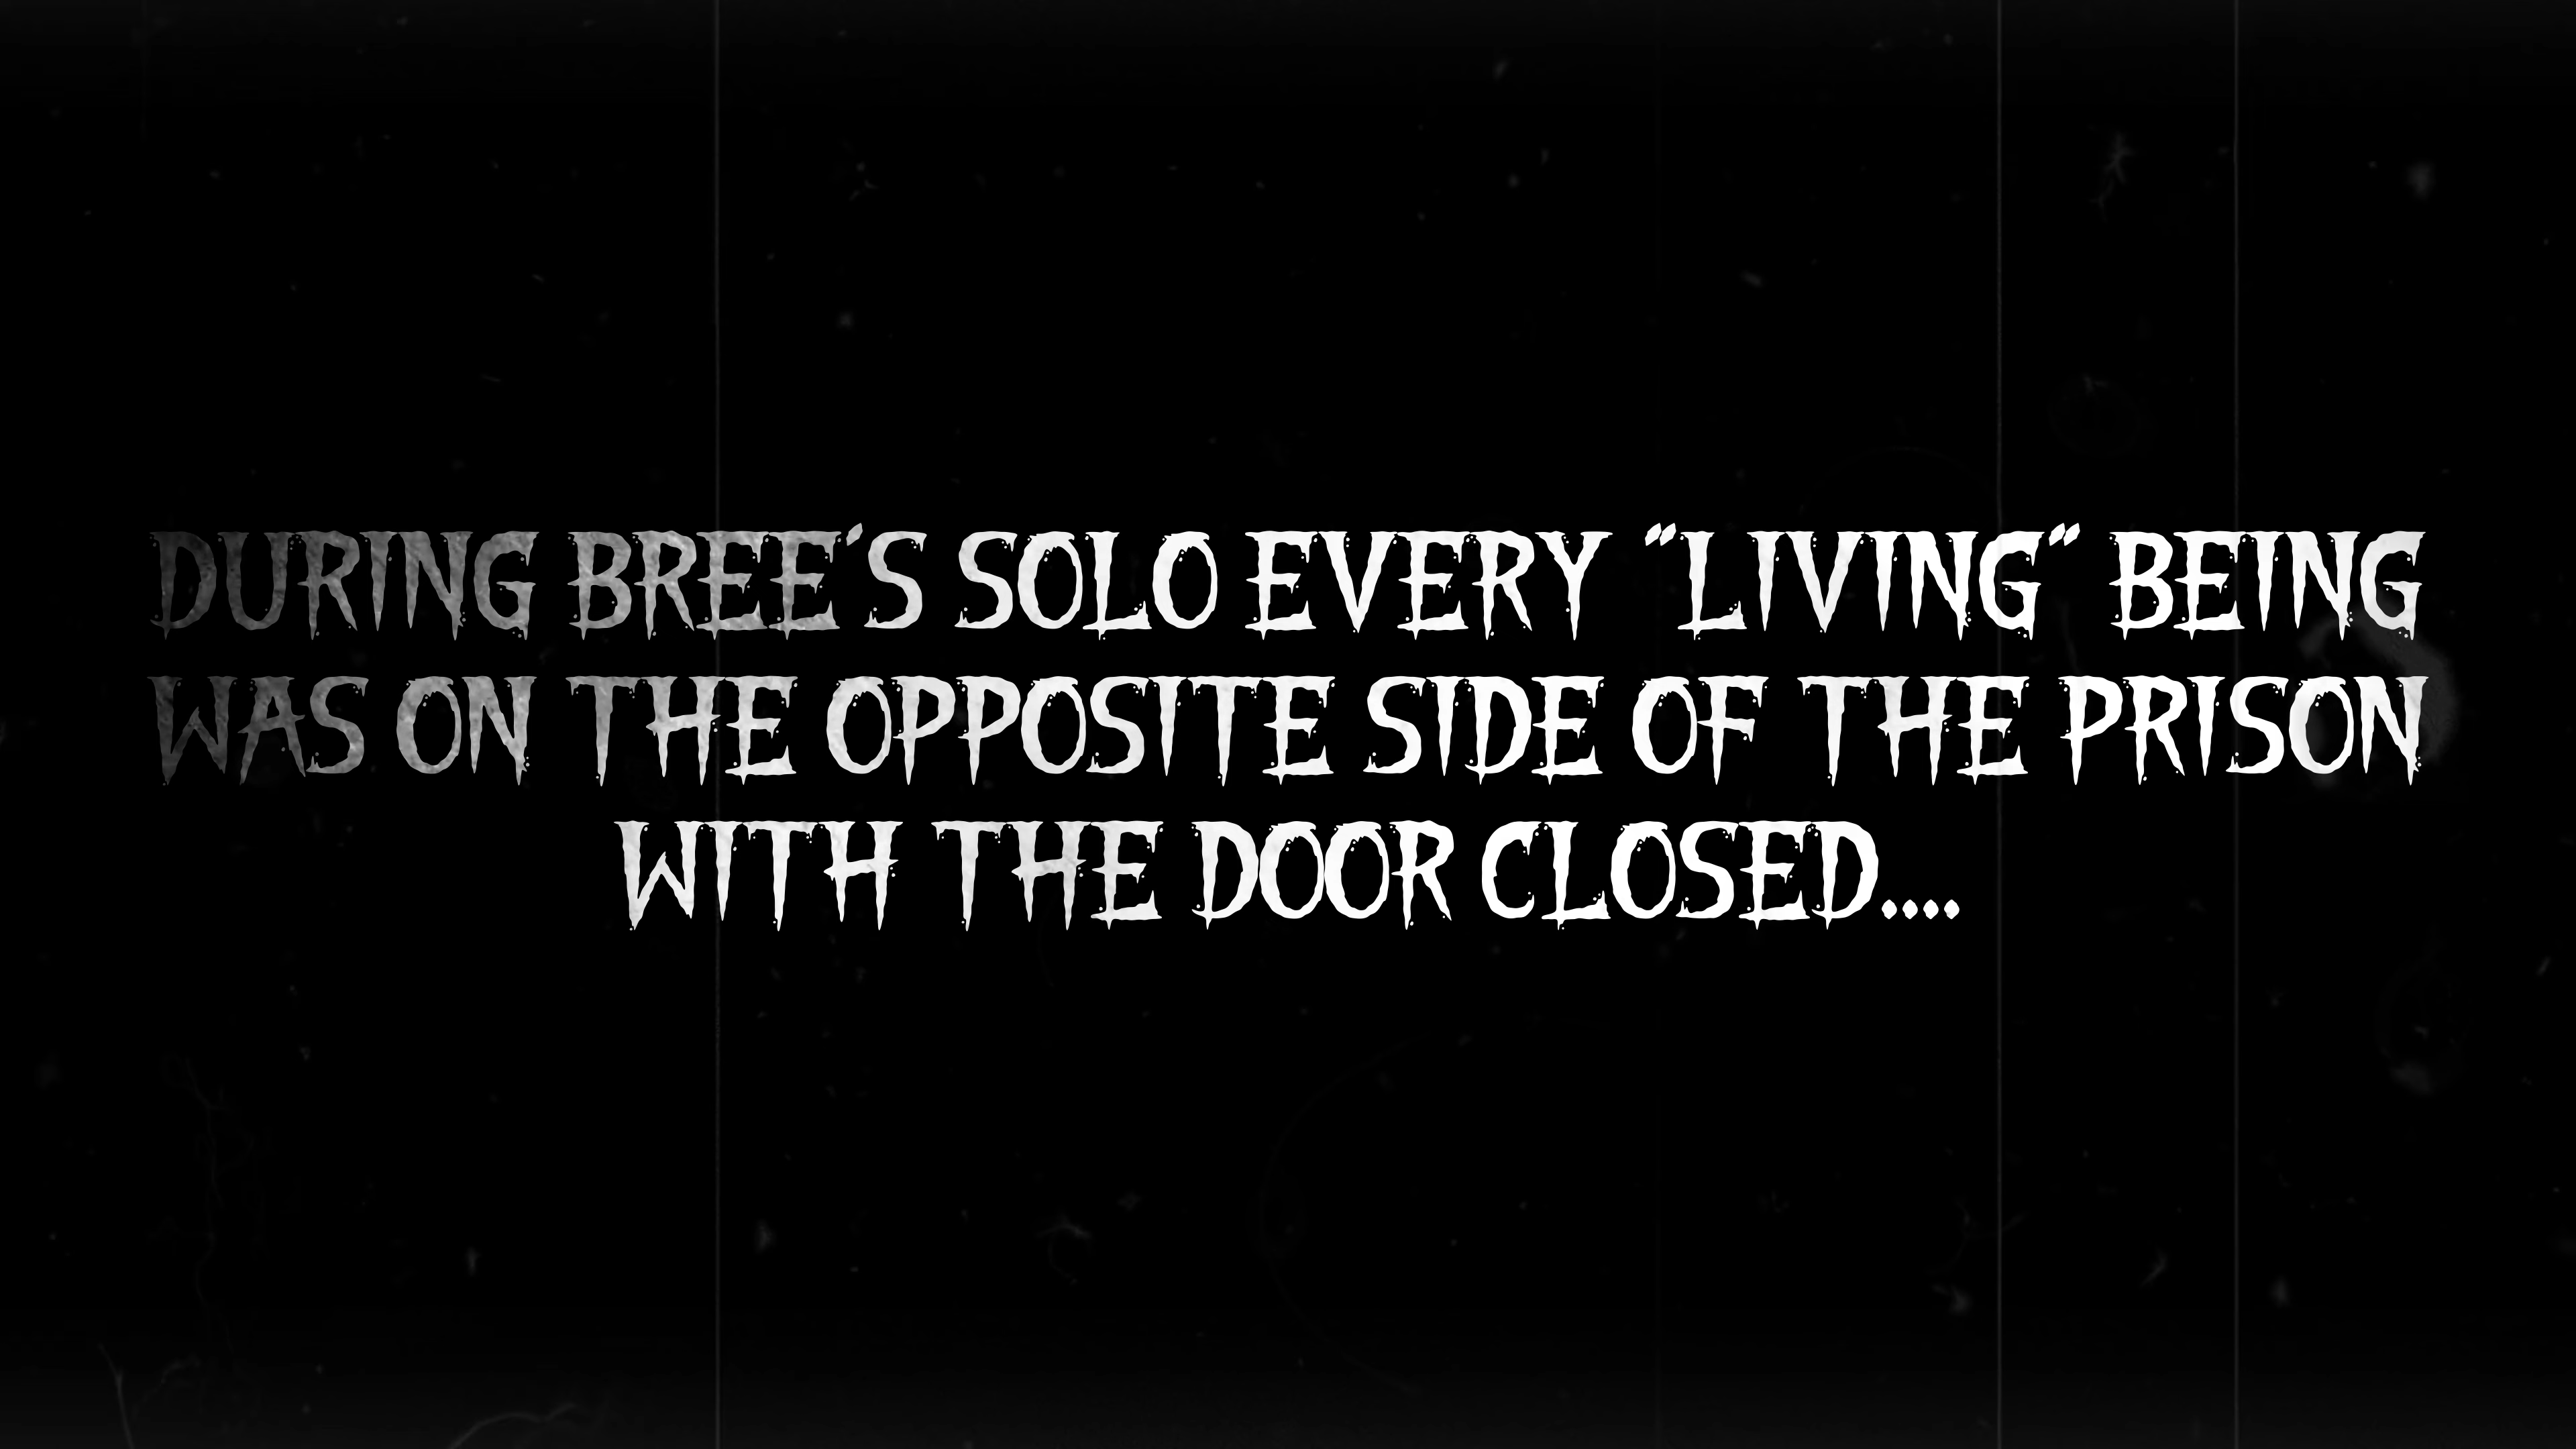 DURING BREE'S SOLO EVERY "LIVING" BEING
WAS ON THE OPPOSITE SIDE OF THE PRISON
WITH THE DOOR CLOSED....